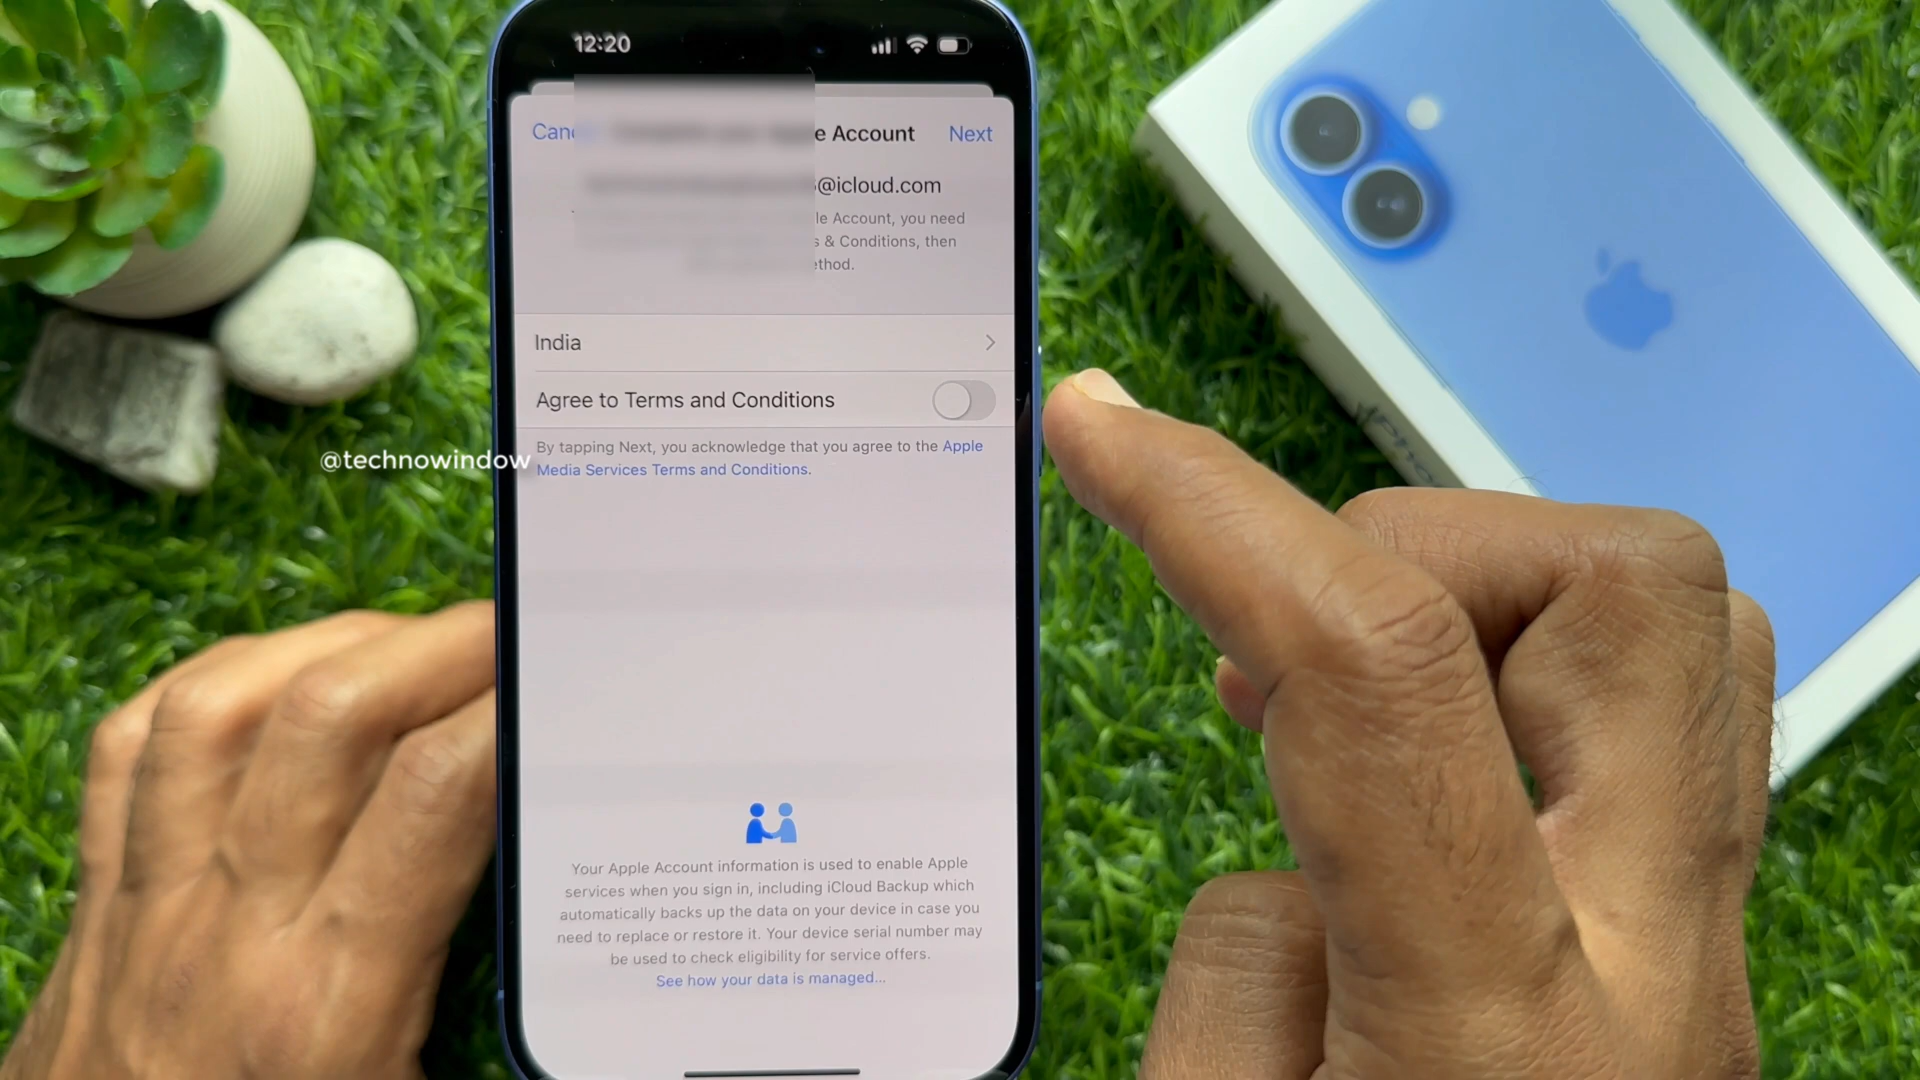 12:20
Canc
e Account
Next
@icloud.com
le Account, you need
s & Conditions, then
ethod.
India
Agree to Terms and Conditions
By tapping Next, you acknowledge that you agree to the Apple
Media Services Terms and Conditions.
@technowindow
Your Apple Account information is used to enable Apple
services when you sign in, including iCloud Backup which
automatically backs up the data on your device in case you
need to replace or restore it. Your device serial number may
be used to check eligibility for service offers.
See how your data is managed...
iPhone